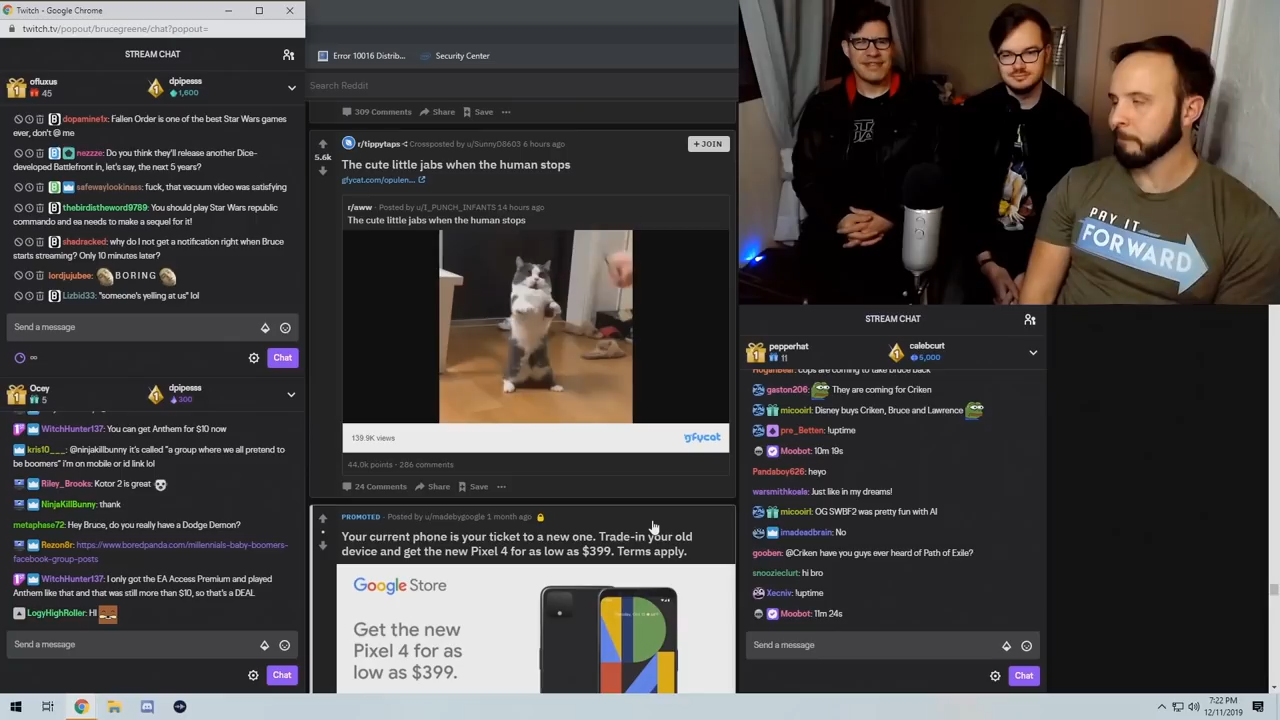 Twitch - Google Chrome
twitch.tv/popout/brucegreene/chat?popout=
STREAM CHAT
ofluxus
45
dpipesss
1,600
dopamine1x: Fallen Order is one of the best Star Wars games
ever, don't @ me
nezzze: Do you think they'll release another Dice-
developed Battlefront in, let's say, the next 5 years?
safewaylookinass: fuck, that vacuum video was satisfying
thebirdistheword9789: You should play Star Wars republic
commando and ea needs to make a sequel for it!
shadracked: why do I not get a notification right when Bruce
starts streaming? Only 10 minutes later?
lordjujubee: B O R I N G
Lizbid33: "someone's yelling at us" lol
Send a message
Chat
Ocey
5
dpipesss
300
WitchHunter137: You can get Anthem for $10 now
kris10___: @ninjakillbunny it's called "a group where we all pretend to
be boomers" i'm on mobile or id link lol
Riley_Brooks: Kotor 2 is great
NinjaKillBunny: thank
metaphase72: Hey Bruce, do you really have a Dodge Demon?
Rezon8r: https://www.boredpanda.com/millennials-baby-boomers-
facebook-group-posts
WitchHunter137: I only got the EA Access Premium and played
Anthem like that and that was still more than $10, so that's a DEAL
LogyHighRoller: HI
Send a message
Chat
Error 10016 Distrib...
Security Center
Search Reddit
309 Comments Share Save
5.6k
r/tippytaps Crossposted by u/SunnyD8603 6 hours ago
+ JOIN
The cute little jabs when the human stops
gfycat.com/opulen...
r/aww · Posted by u/I_PUNCH_INFANTS 14 hours ago
The cute little jabs when the human stops
139.9K views
gfycat
44.0k points · 286 comments
24 Comments Share Save
PROMOTED · Posted by u/madebygoogle 1 month ago
Your current phone is your ticket to a new one. Trade-in your old
device and get the new Pixel 4 for as low as $399. Terms apply.
Google Store
Get the new
Pixel 4 for as
low as $399.
PAY IT
FORWARD
STREAM CHAT
pepperhat
11
calebcurt
5,000
HoganBear: cops are coming to take bruce back
gaston206: They are coming for Criken
micooirl: Disney buys Criken, Bruce and Lawrence
pre_Betten: !uptime
Moobot: 10m 19s
Pandaboy626: heyo
warsmithkoala: Just like in my dreams!
micooirl: OG SWBF2 was pretty fun with AI
imadeadbrain: No
gooben: @Criken have you guys ever heard of Path of Exile?
snoozieclurt: hi bro
Xecniv: !uptime
Moobot: 11m 24s
Send a message
Chat
7:22 PM
12/11/2019